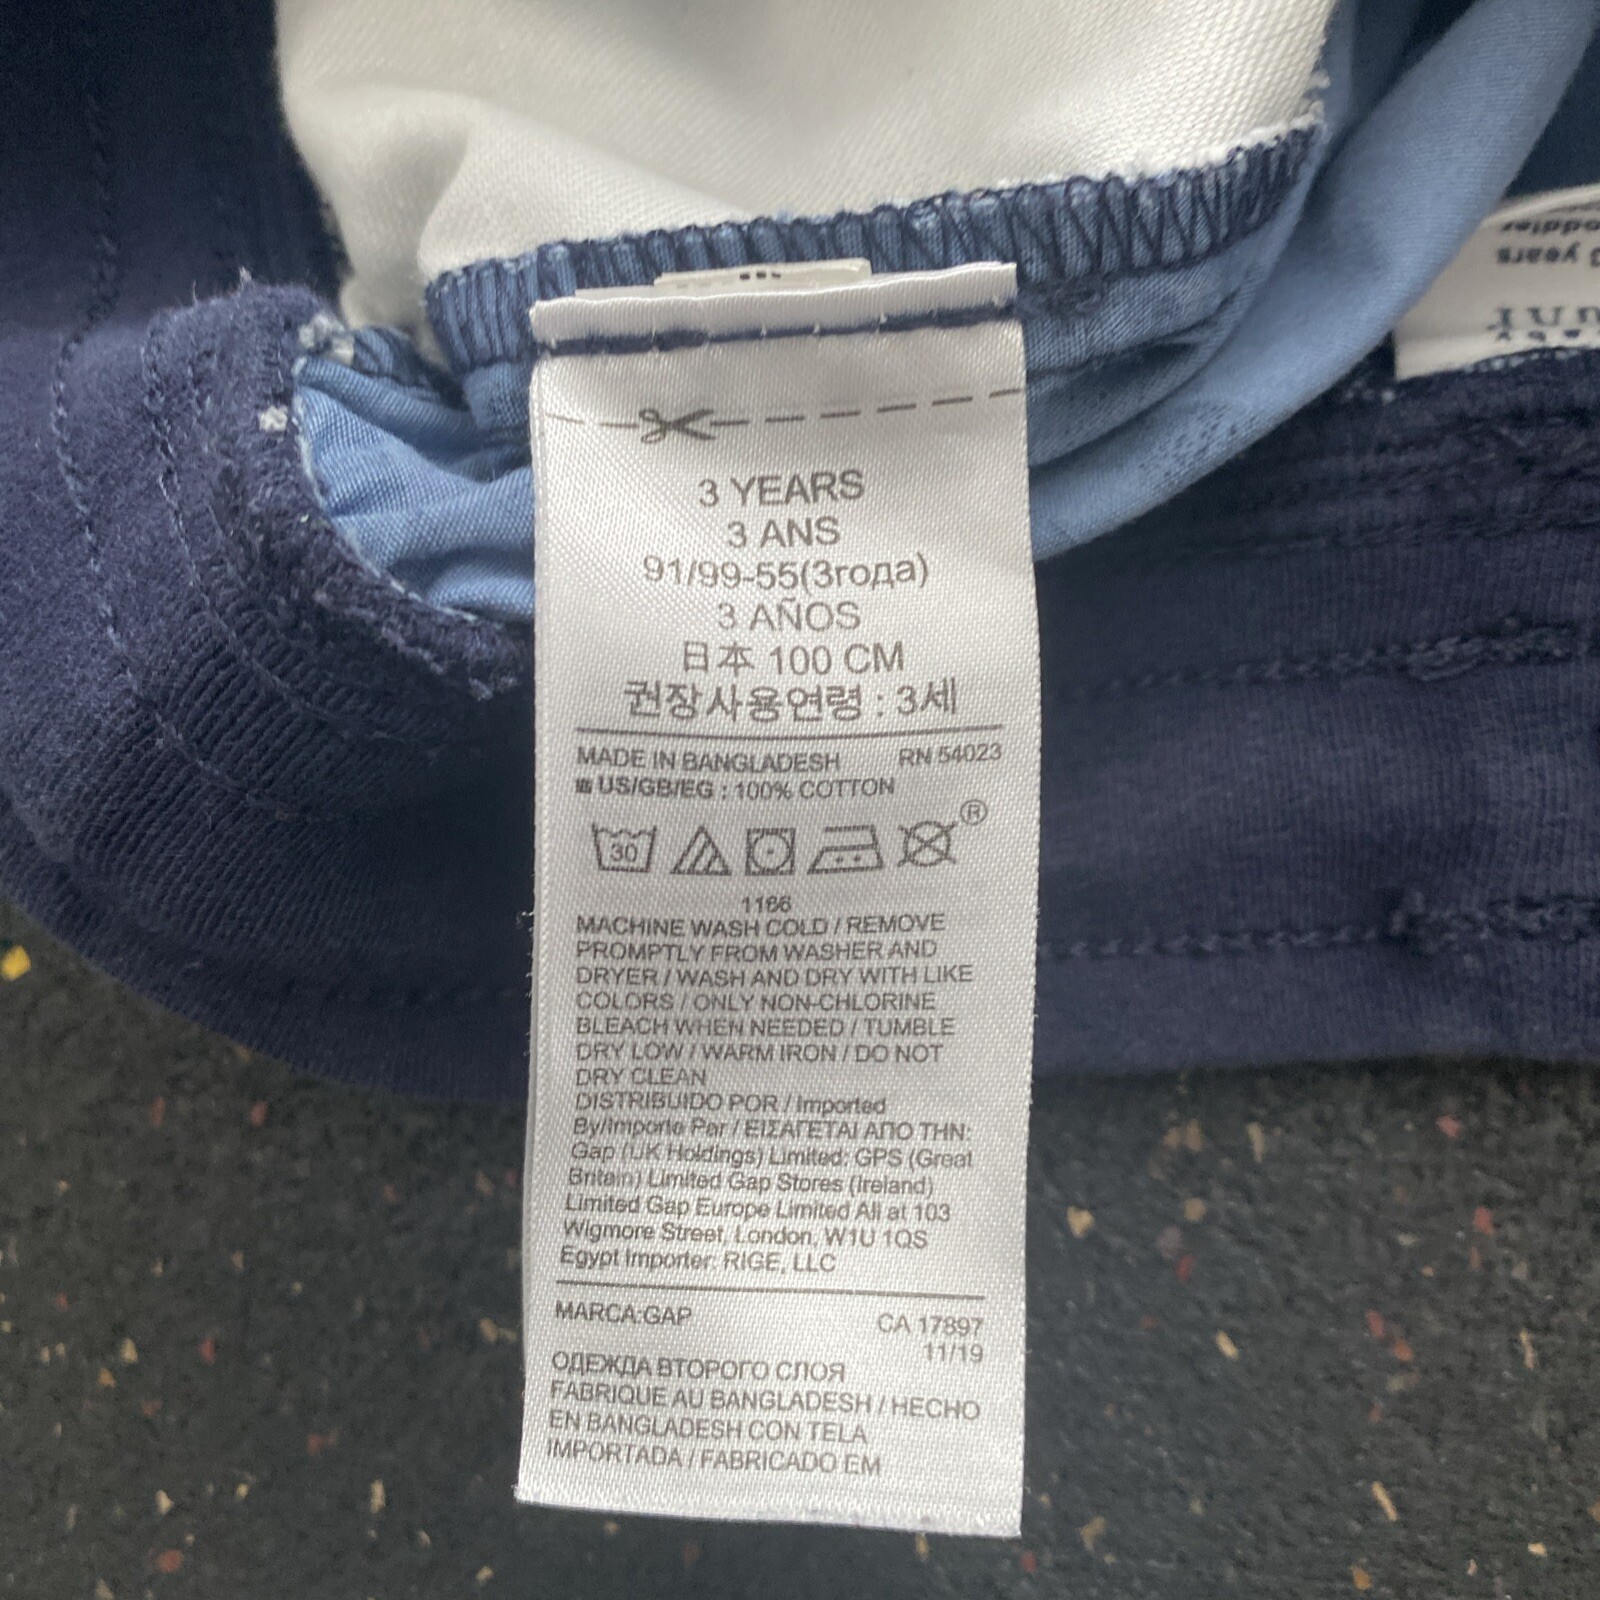 3 YEARS
3 ANS
91/99-55(3года)
3 AÑOS
日本 100 CM
권장사용연령 : 3세
MADE IN BANGLADESH RN 54023
US/GB/EG : 100% COTTON
30
®
1166
MACHINE WASH COLD / REMOVE
PROMPTLY FROM WASHER AND
DRYER / WASH AND DRY WITH LIKE
COLORS / ONLY NON-CHLORINE
BLEACH WHEN NEEDED / TUMBLE
DRY LOW / WARM IRON / DO NOT
DRY CLEAN
DISTRIBUIDO POR / Imported
By/Importe Par / ΕΙΣΑΓΕΤΑΙ ΑΠΟ ΤΗΝ:
Gap (UK Holdings) Limited; GPS (Great
Britain) Limited Gap Stores (Ireland)
Limited Gap Europe Limited All at 103
Wigmore Street, London, W1U 1QS
Egypt Importer: RIGE, LLC
MARCA:GAP CA 17897
11/19
ОДЕЖДА ВТОРОГО СЛОЯ
FABRIQUE AU BANGLADESH / HECHO
EN BANGLADESH CON TELA
IMPORTADA / FABRICADO EM
years